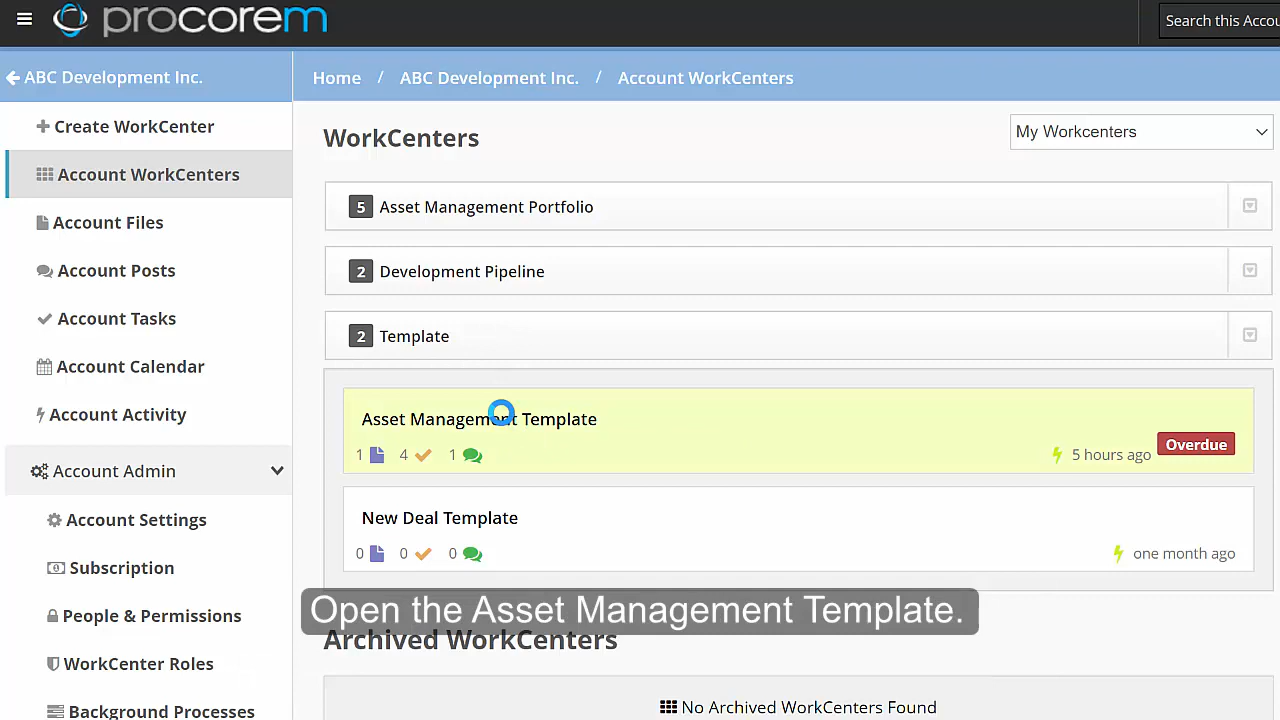 procorem
Search this Accou
ABC Development Inc.
Home / ABC Development Inc. / Account WorkCenters
Create WorkCenter
Account WorkCenters
Account Files
Account Posts
Account Tasks
Account Calendar
Account Activity
Account Admin
Account Settings
Subscription
People & Permissions
WorkCenter Roles
Background Processes
WorkCenters
My Workcenters
5 Asset Management Portfolio
2 Development Pipeline
2 Template
Asset Management Template
1 4 1 5 hours ago Overdue
New Deal Template
0 0 0 one month ago
Open the Asset Management Template.
Archived WorkCenters
No Archived WorkCenters Found